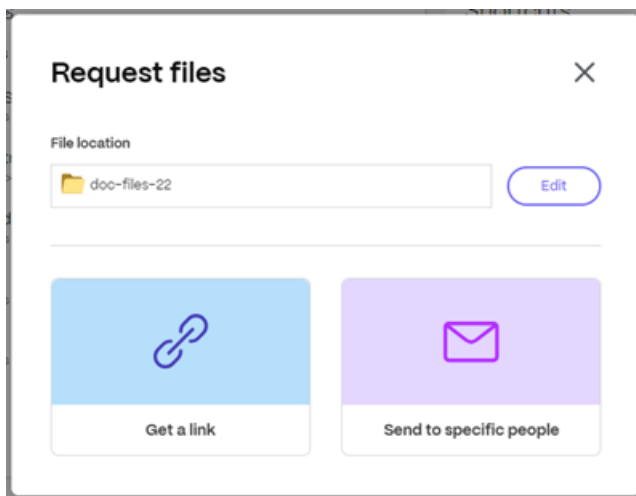 Request files
File location
doc-files-22
Edit
Get a link
Send to specific people